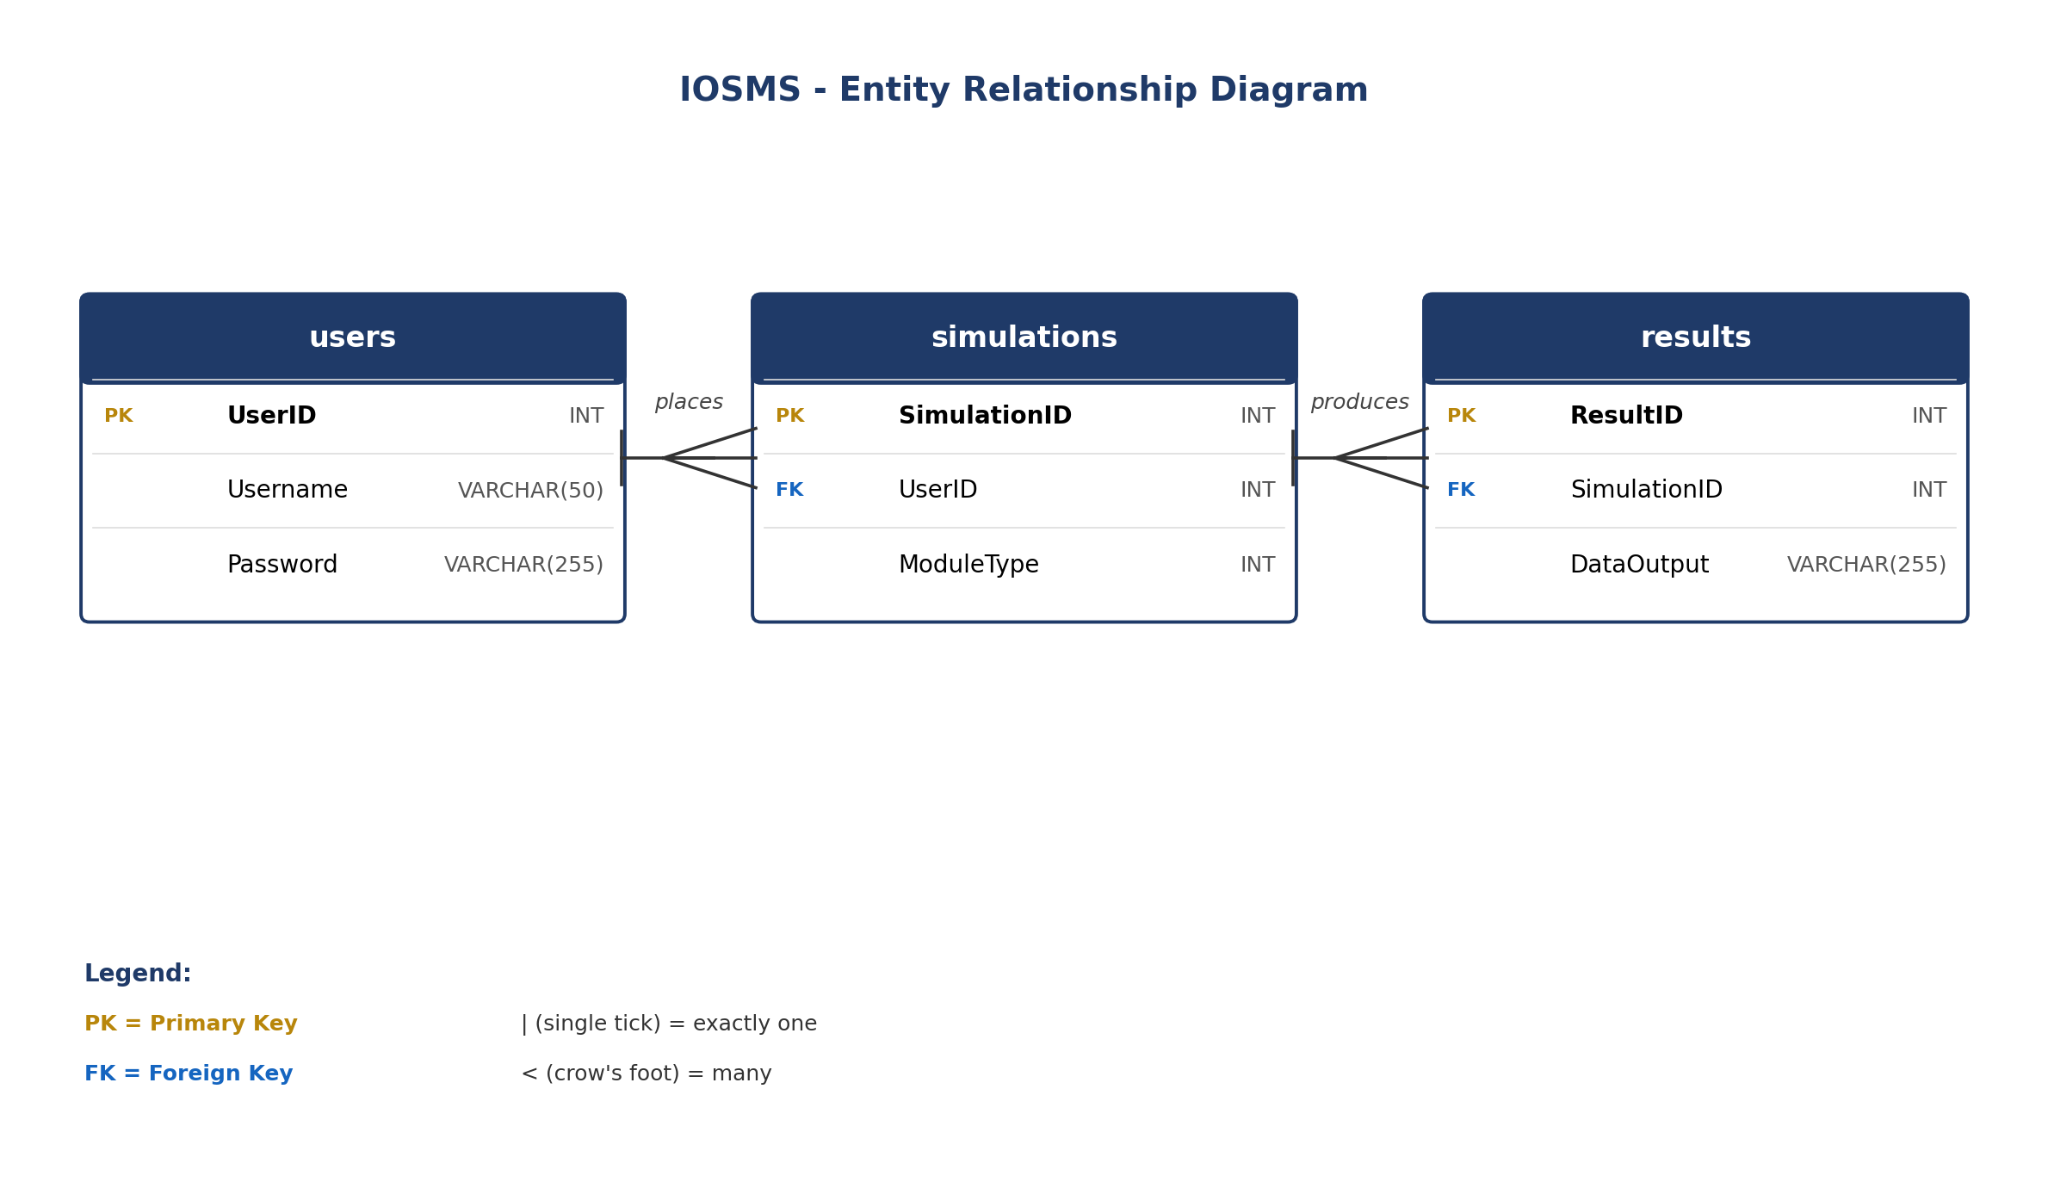 IOSMS - Entity Relationship Diagram
users
PK UserID INT
Username VARCHAR(50)
Password VARCHAR(255)
places
simulations
PK SimulationID INT
FK UserID INT
ModuleType INT
produces
results
PK ResultID INT
FK SimulationID INT
DataOutput VARCHAR(255)
Legend:
PK = Primary Key
FK = Foreign Key
| (single tick) = exactly one
< (crow's foot) = many